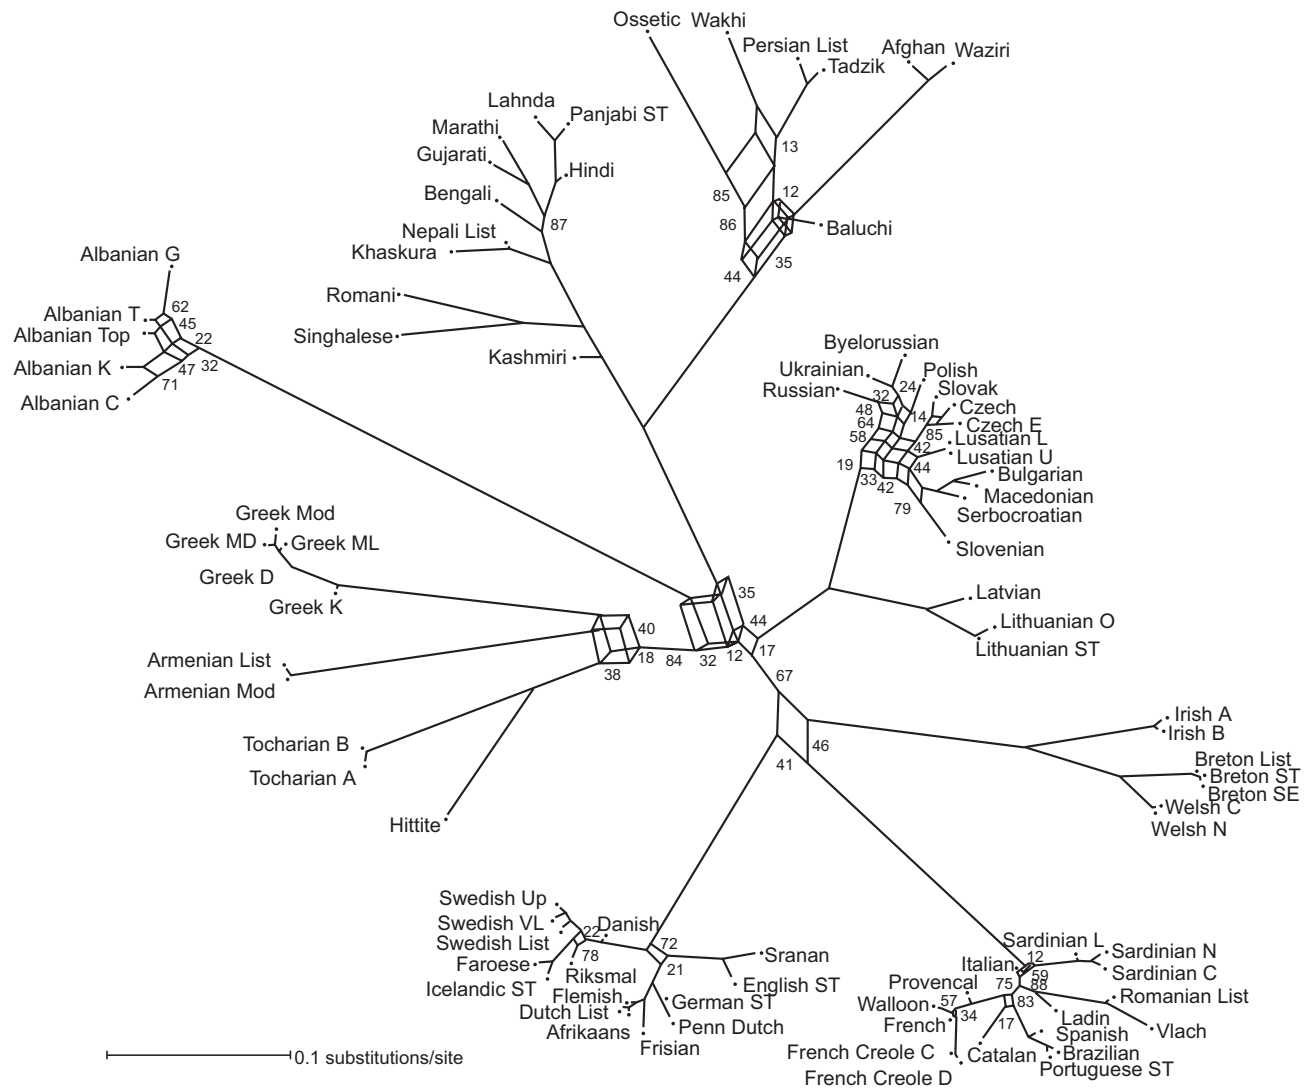 Ossetic
Wakhi
Persian List
Tadzik
Afghan
Waziri
13
85
12
86
Baluchi
44
35
Lahnda
Panjabi ST
Marathi
Gujarati
Hindi
Bengali
87
Nepali List
Khaskura
Romani
Singhalese
Kashmiri
Albanian G
62
Albanian T
45
Albanian Top
22
Albanian K
47
32
71
Albanian C
Byelorussian
Ukrainian
24
Polish
Russian
32
Slovak
48
14
Czech
64
85
Czech E
58
42
Lusatian L
19
44
Lusatian U
33
42
Bulgarian
79
Macedonian
Serbocroatian
Slovenian
Latvian
Lithuanian O
Lithuanian ST
Greek Mod
Greek MD
Greek ML
Greek D
Greek K
Armenian List
Armenian Mod
Tocharian B
Tocharian A
Hittite
35
40
44
18
84
32
12
17
38
67
46
41
Irish A
Irish B
Breton List
Breton ST
Breton SE
Welsh C
Welsh N
Swedish Up
Swedish VL
22
Danish
Swedish List
78
72
Faroese
21
Sranan
Icelandic ST
Riksmal
English ST
Flemish
German ST
Dutch List
Afrikaans
Penn Dutch
Frisian
Sardinian L
Sardinian N
12
Italian
59
Sardinian C
Provencal
75
88
Romanian List
Walloon
57
34
83
Ladin
French
17
Vlach
Spanish
French Creole C
Catalan
Brazilian
French Creole D
Portuguese ST
0.1 substitutions/site